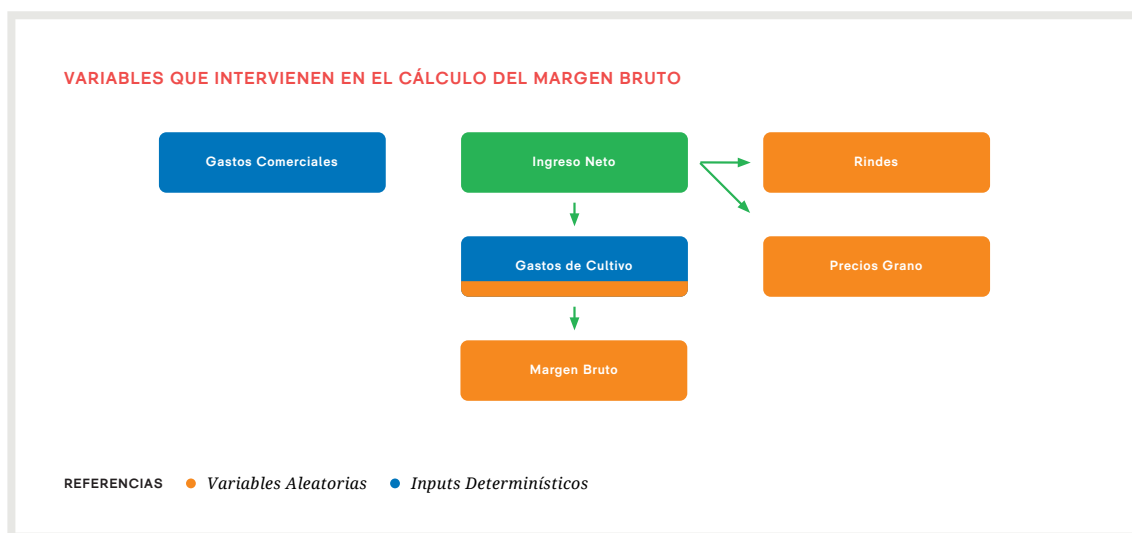 VARIABLES QUE INTERVIENEN EN EL CÁLCULO DEL MARGEN BRUTO
Gastos Comerciales
Ingreso Neto
Rindes
Gastos de Cultivo
Precios Grano
Margen Bruto
REFERENCIAS Variables Aleatorias Inputs Determinísticos